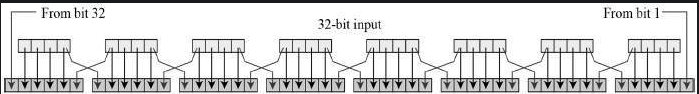 From bit 32
From bit 1
32-bit input